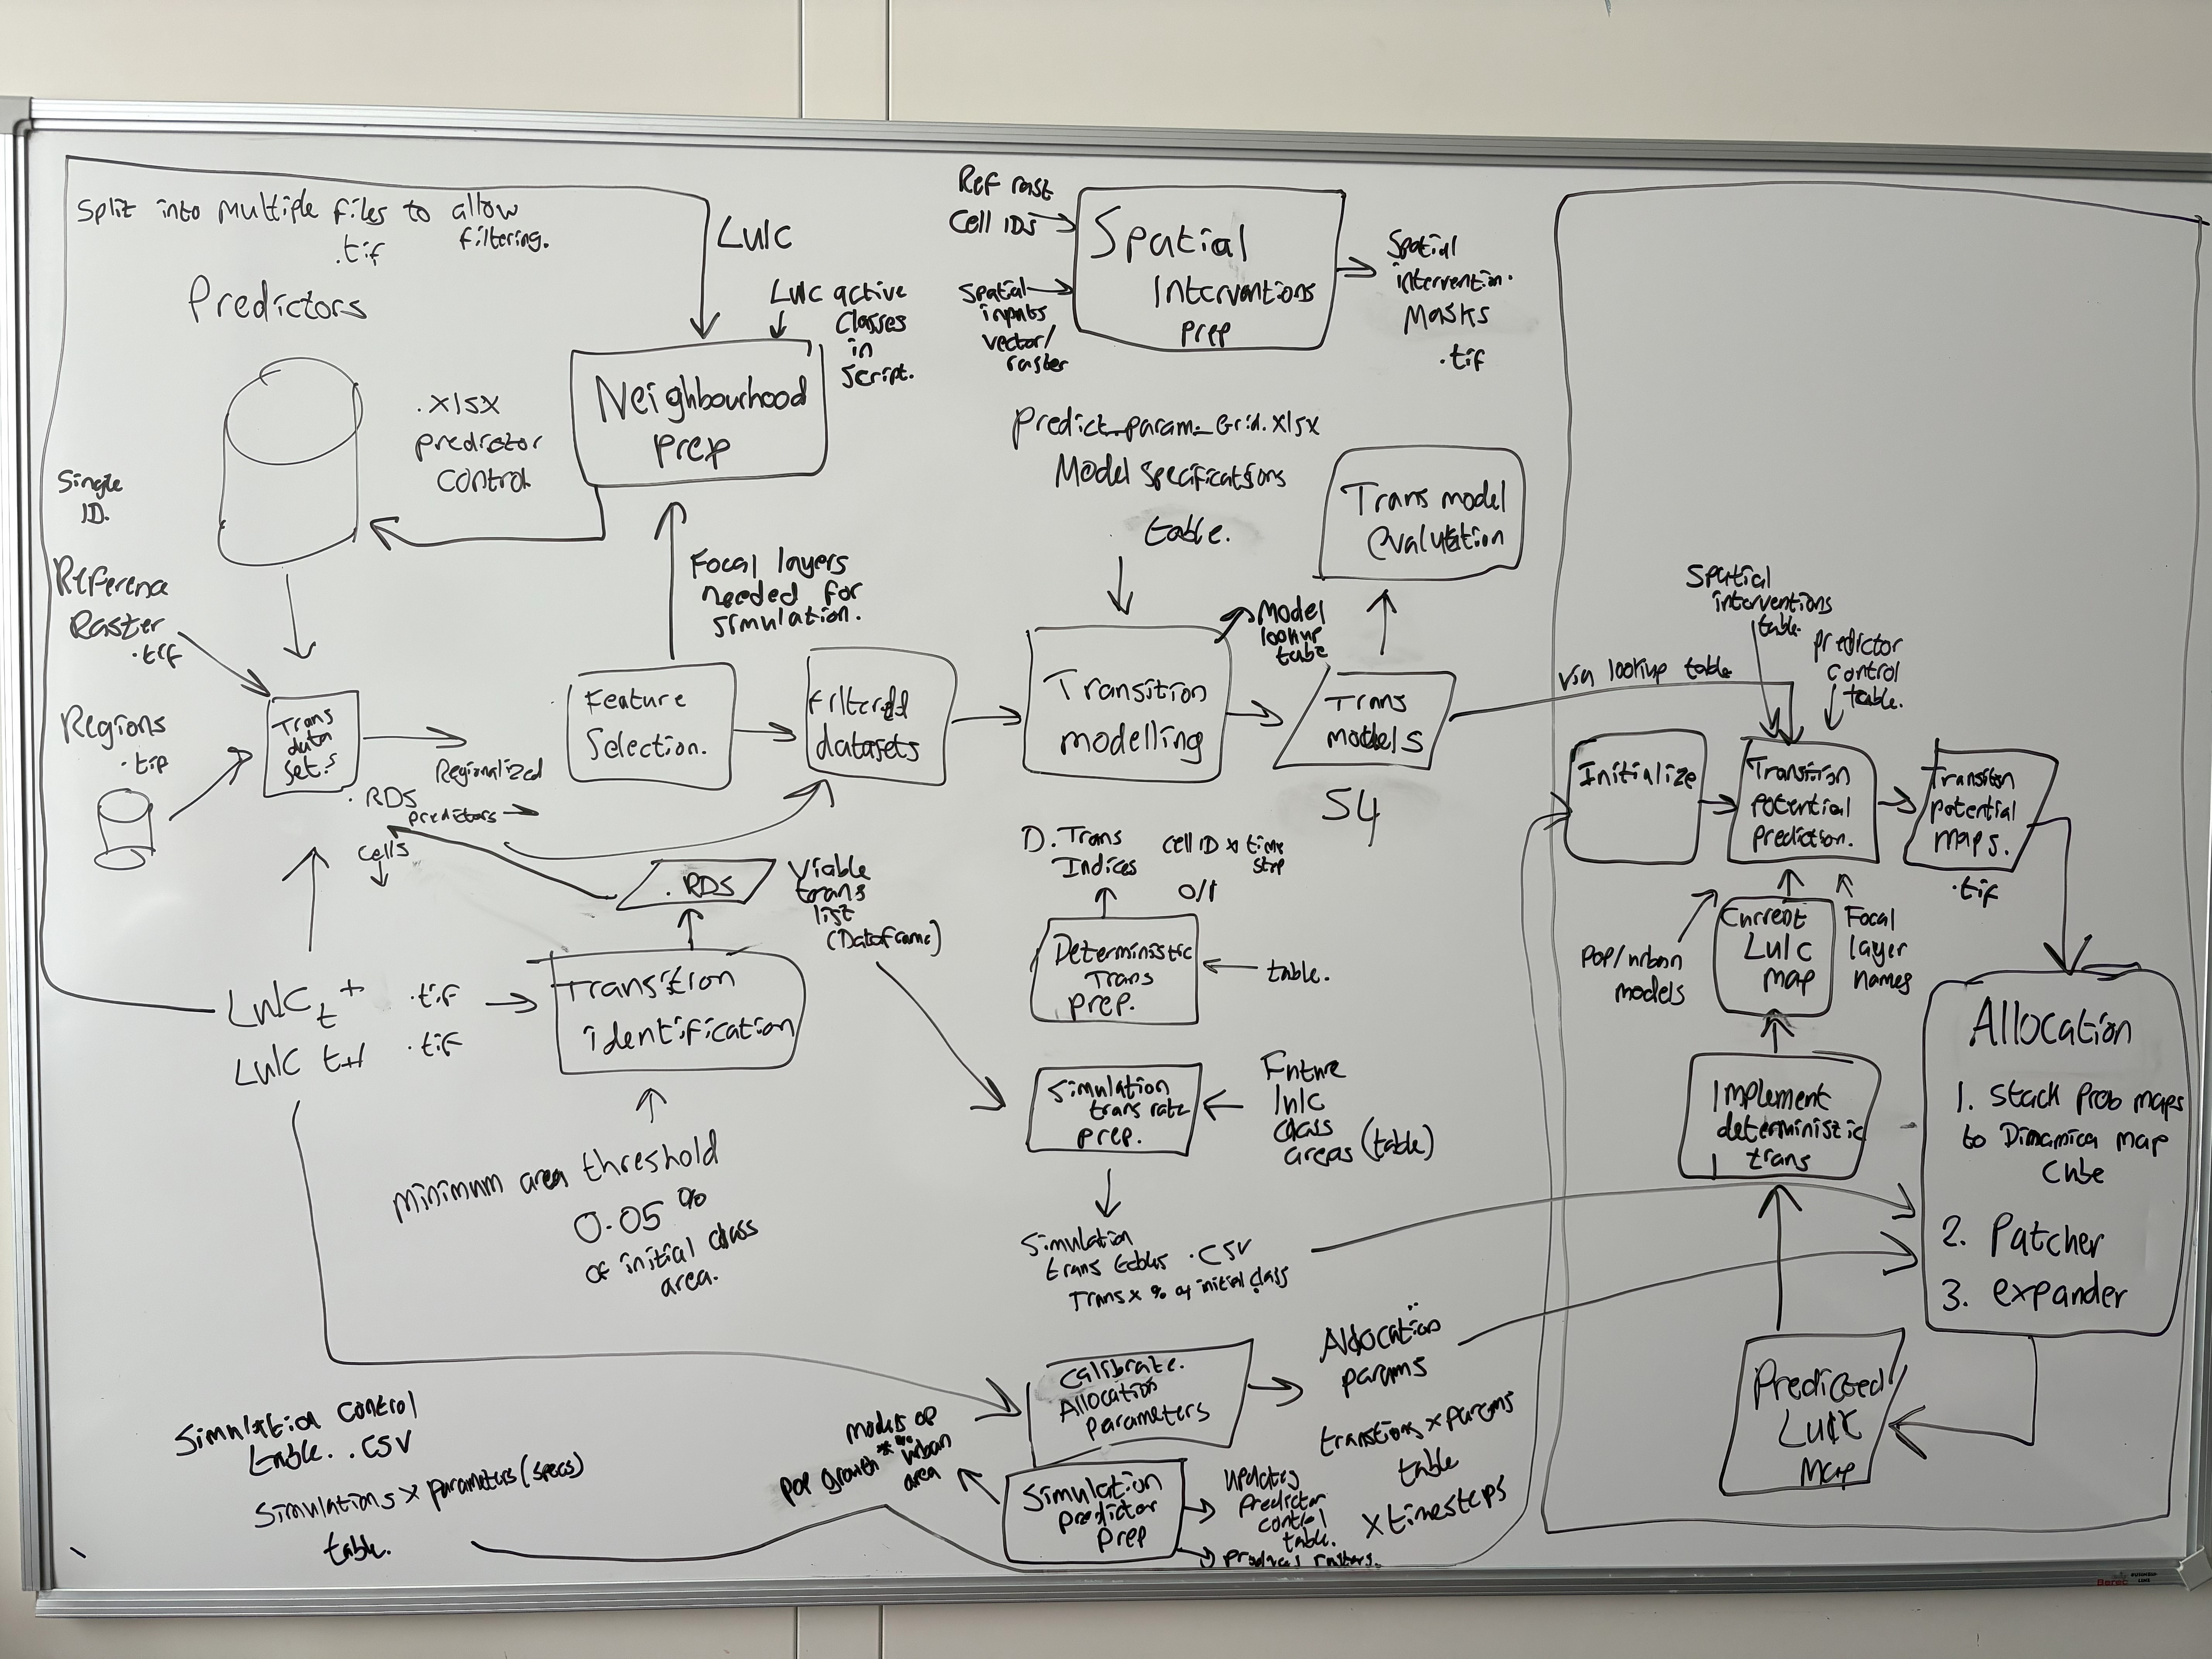 Split into multiple files to allow
filtering.
.tif
Predictors
.xlsx
predictor
control
Single
ID.
Reference
Raster
.tif
Regions
.tif
Trans
data
sets
.RDS
Regionalized
predictors
cells
Lulc
Lulc active
classes
in
script.
Neighbourhood
prep
Focal layers
needed for
simulation.
Feature
Selection.
Filtered
datasets
.RDS
Viable
trans
list
(Dataframe)
Lulc t +
.tif
Lulc t+1
.tif
Transition
identification
minimum area threshold
0.05 %
of initial class
area.
Simulation control
table. .CSV
Simulations x parameters (specs)
table.
Ref rast
Cell IDs
Spatial
inputs
vector/
raster
Spatial
Interventions
prep
Spatial
intervention.
Masks
.tif
Predict_param_Grid.xlsx
Model specifications
table.
Trans model
evaluation
Transition
modelling
Model
lookup
table
Trans
models
S4
D. Trans
Indices
Cell ID x time
step
0/1
Deterministic
Trans
prep.
table.
Simulation
trans rate
prep.
Future
lulc
class
areas (table)
Simulation
trans tables .CSV
Trans x % of initial class
Calibrate.
Allocation
parameters
Allocation
params
transitions x params
table
x timesteps
models of
pop growth
urban
area
Simulation
predictor
prep
updates
predictor
control
table.
produces rasters.
via lookup table
Spatial
interventions
table.
predictor
control
table.
Initialize
Transition
potential
prediction.
Transition
potential
maps.
.tif
Pop/urban
models
Current
Lulc
map
Focal
layer
names
Implement
deterministic
trans
Predicted
Lulc
map
Allocation
1. Stack prob maps
to Dinamica map
cube
2. Patcher
3. expander